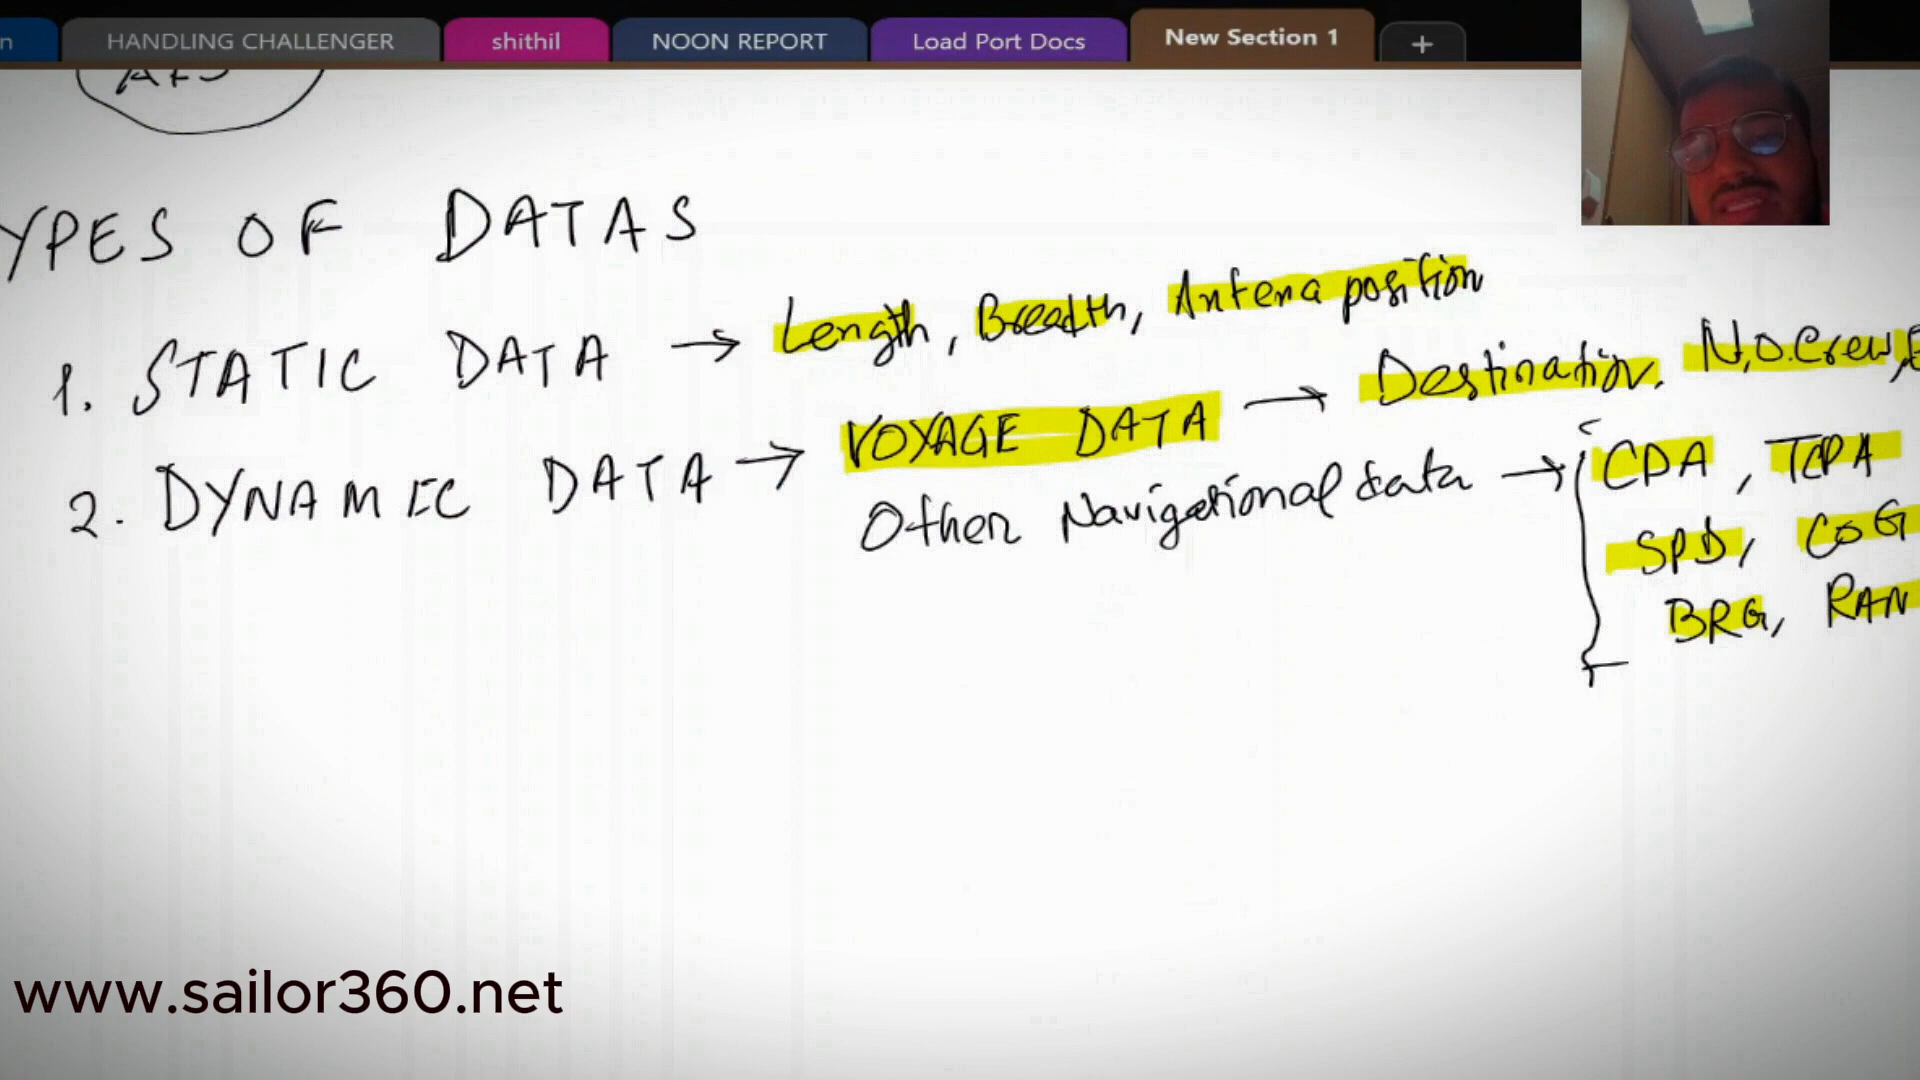 n HANDLING CHALLENGER shithil NOON REPORT Load Port Docs New Section 1 +
YPES OF DATAS
1. STATIC DATA → Length, Breadth, Antena position
2. DYNAMIC DATA → VOYAGE DATA → Destination, N.O.Crew,
Other Navigational data → CPA, TCPA
SPD, COG
BRG, RAN
www.sailor360.net